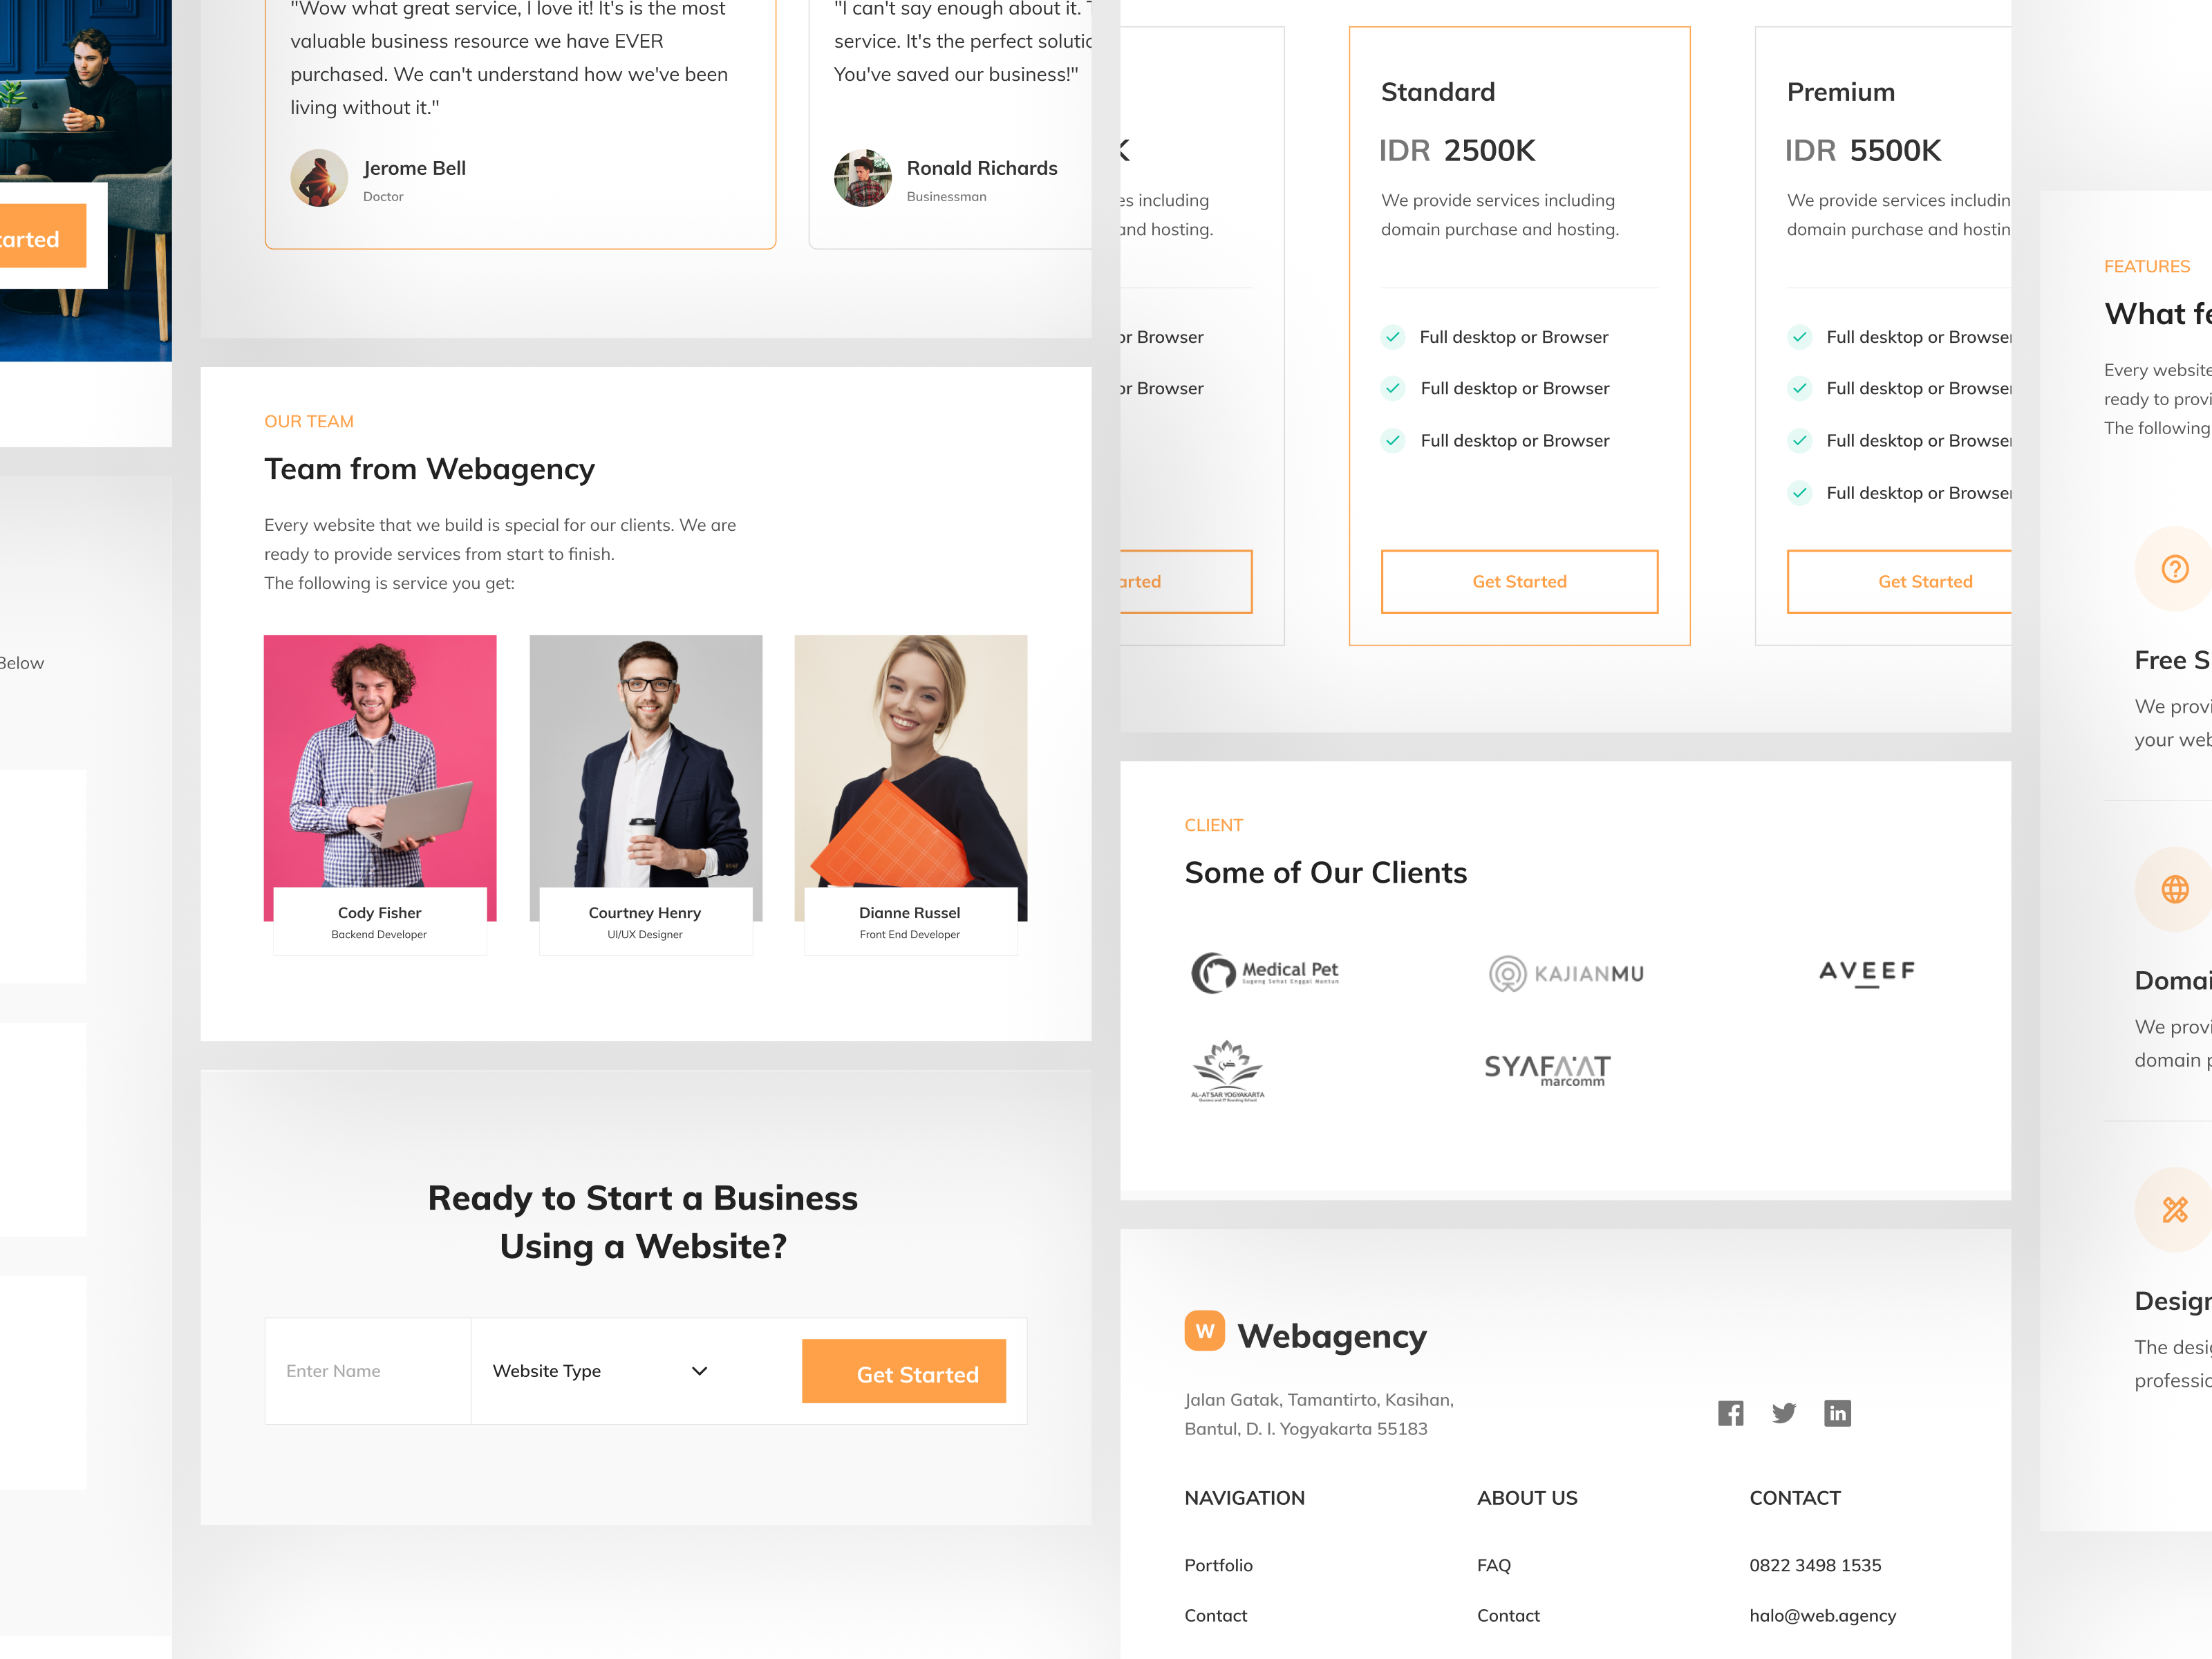 tarted
Below
"Wow what great service, I love it! It's is the most
valuable business resource we have EVER
purchased. We can't understand how we've been
living without it."
Jerome Bell
Doctor
"I can't say enough about it.
service. It's the perfect solutic
You've saved our business!"
Ronald Richards
Businessman
OUR TEAM
Team from Webagency
Every website that we build is special for our clients. We are
ready to provide services from start to finish.
The following is service you get:
Cody Fisher
Backend Developer
Courtney Henry
UI/UX Designer
Dianne Russel
Front End Developer
Ready to Start a Business
Using a Website?
Enter Name
Website Type
Get Started
K
es including
and hosting.
or Browser
or Browser
arted
Standard
IDR 2500K
We provide services including
domain purchase and hosting.
Full desktop or Browser
Full desktop or Browser
Full desktop or Browser
Get Started
Premium
IDR 5500K
We provide services includin
domain purchase and hostin
Full desktop or Browser
Full desktop or Browser
Full desktop or Browser
Full desktop or Browser
Get Started
CLIENT
Some of Our Clients
Medical Pet
Sugeng Sehat Enggal Mantun
KAJIANMU
AVEEF
AL-ATSAR YOGYAKARTA
SYAFAAT
marcomm
W Webagency
Jalan Gatak, Tamantirto, Kasihan,
Bantul, D. I. Yogyakarta 55183
NAVIGATION
Portfolio
Contact
ABOUT US
FAQ
Contact
CONTACT
0822 3498 1535
halo@web.agency
FEATURES
What fe
Every website
ready to provi
The following
Free S
We provi
your web
Domai
We provi
domain p
Design
The desig
professio